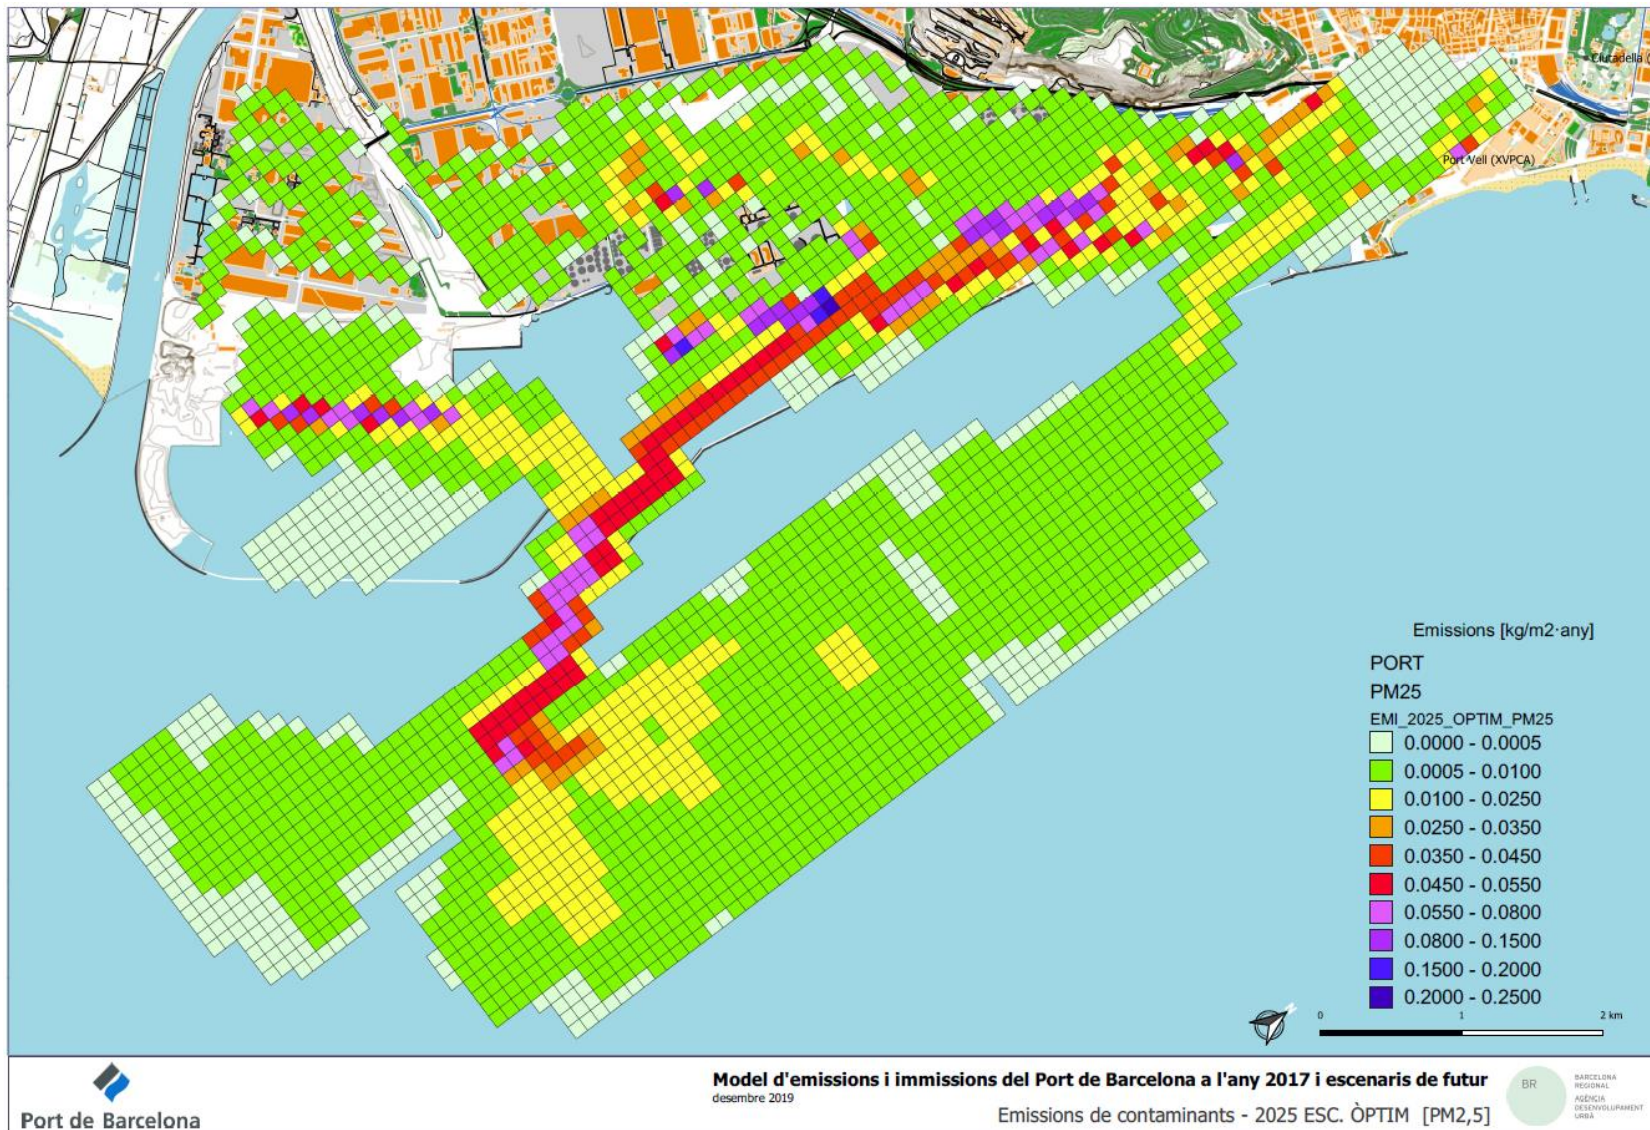 Ciutadella (
Port Vell (XVPCA)
Emissions [kg/m2·any]
PORT
PM25
EMI_2025_OPTIM_PM25
0.0000 - 0.0005
0.0005 - 0.0100
0.0100 - 0.0250
0.0250 - 0.0350
0.0350 - 0.0450
0.0450 - 0.0550
0.0550 - 0.0800
0.0800 - 0.1500
0.1500 - 0.2000
0.2000 - 0.2500
N
0 1 2 km
Port de Barcelona
Model d'emissions i immissions del Port de Barcelona a l'any 2017 i escenaris de futur
desembre 2019
Emissions de contaminants - 2025 ESC. ÒPTIM [PM2,5]
BR
BARCELONA
REGIONAL
AGÈNCIA
DESENVOLUPAMENT
URBÀ